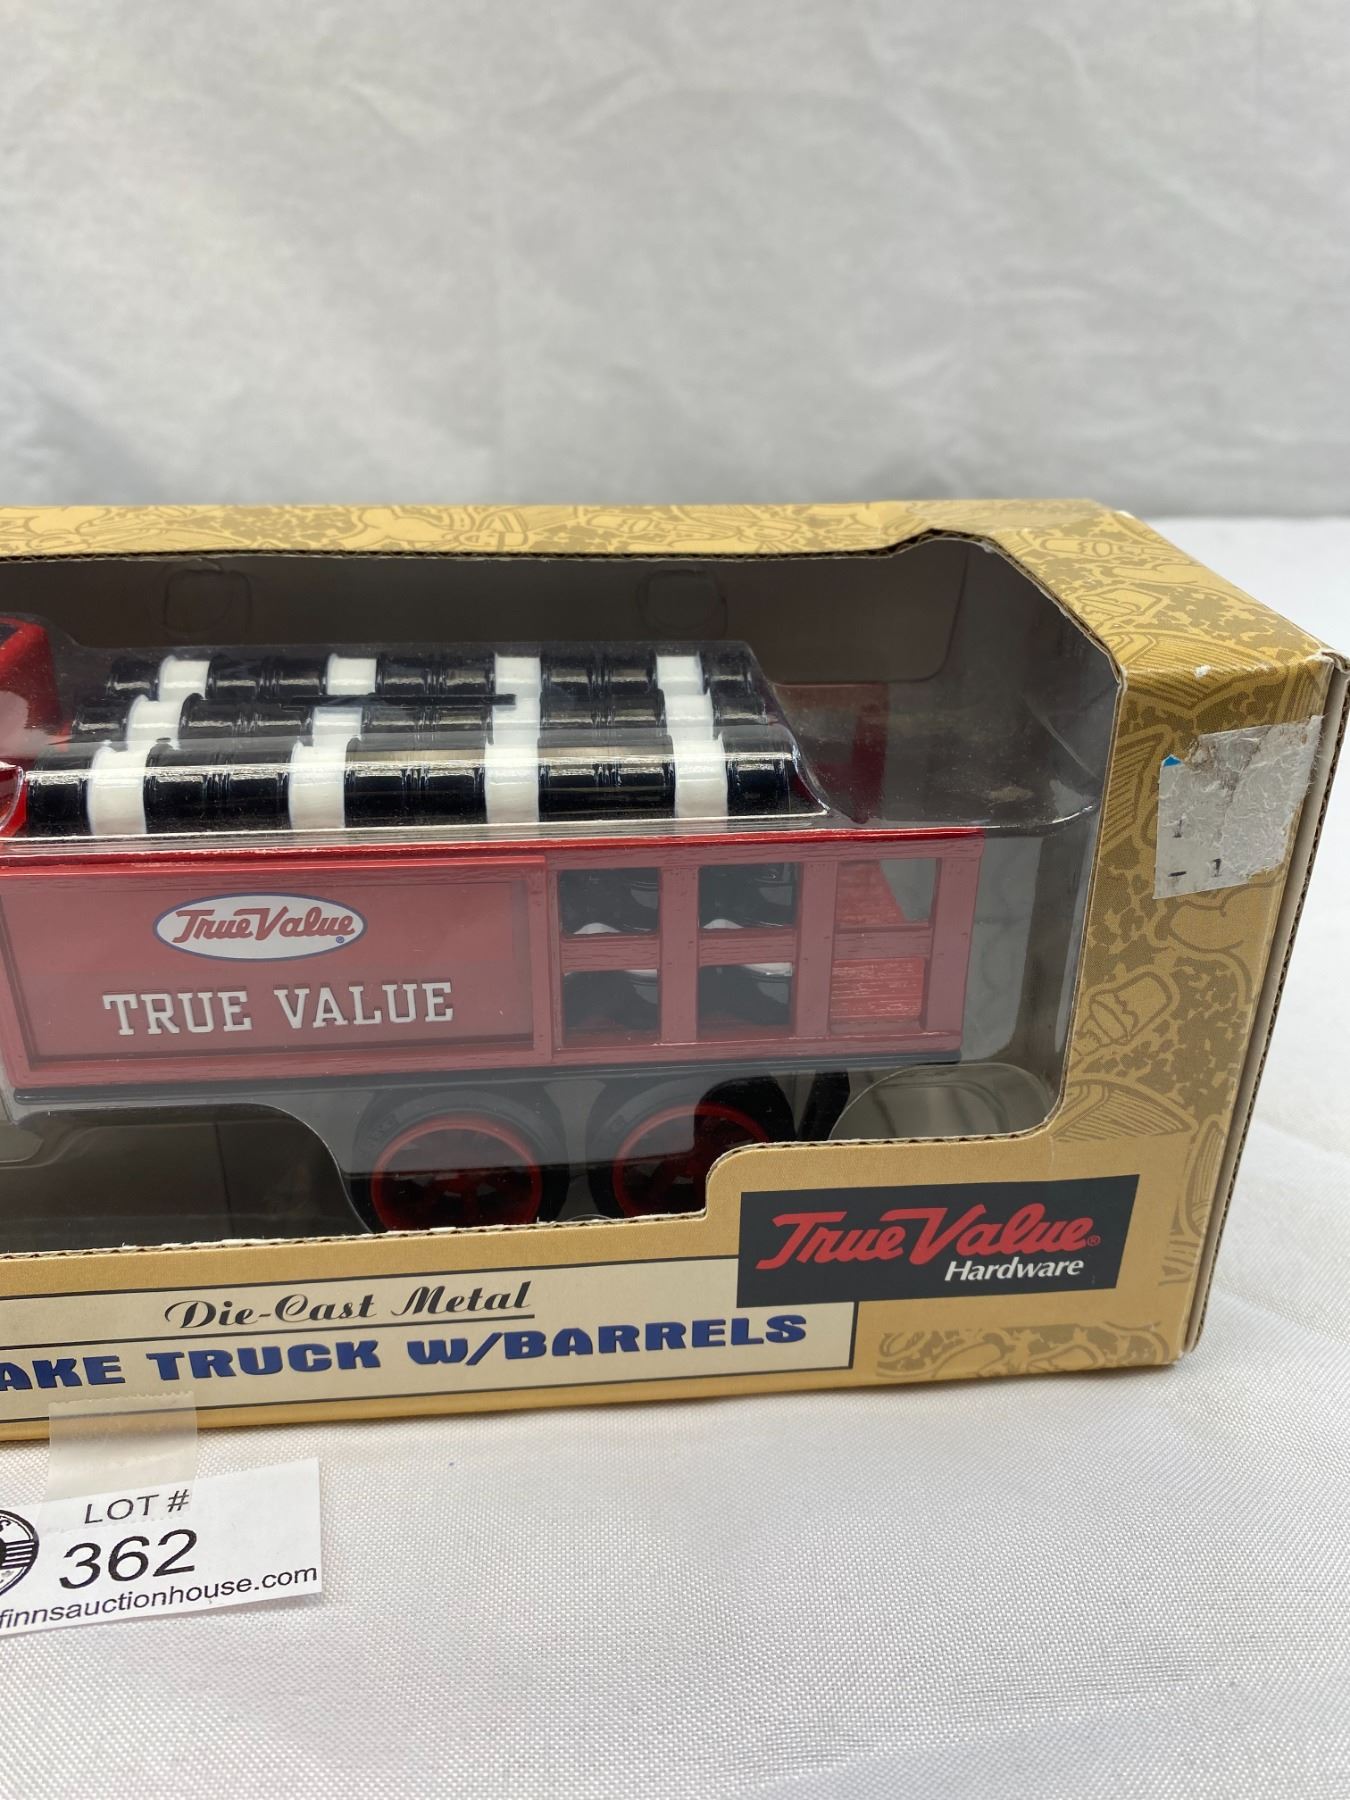 True Value ®
TRUE VALUE
True Value ®
Hardware
Die-Cast Metal
AKE TRUCK W/BARRELS
LOT #
362
finnsauctionhouse.com